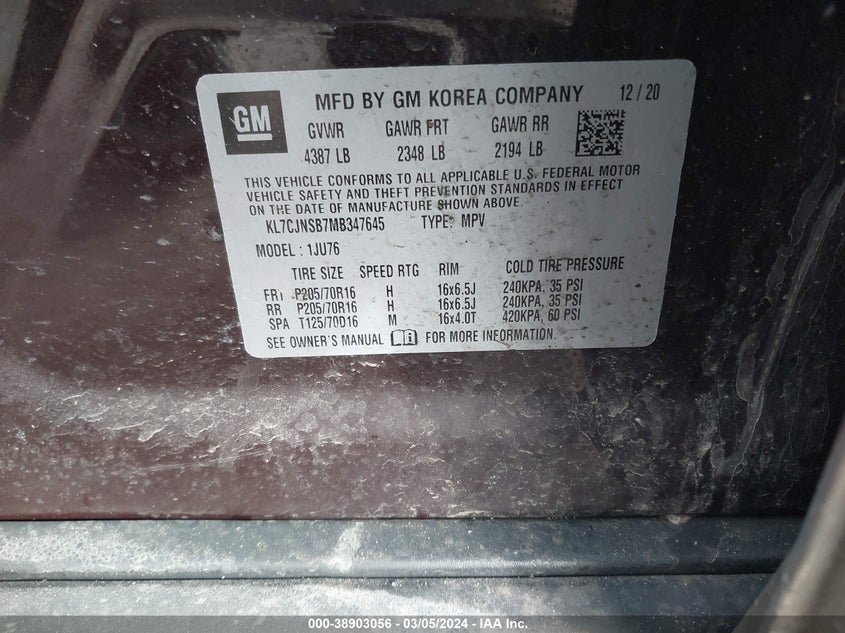 GM
MFD BY GM KOREA COMPANY 12 / 20
GVWR GAWR FRT GAWR RR
4387 LB 2348 LB 2194 LB
THIS VEHICLE CONFORMS TO ALL APPLICABLE U.S. FEDERAL MOTOR
VEHICLE SAFETY AND THEFT PREVENTION STANDARDS IN EFFECT
ON THE DATE OF MANUFACTURE SHOWN ABOVE.
KL7CJNSB7MB347645 TYPE: MPV
MODEL : 1JU76
TIRE SIZE SPEED RTG RIM COLD TIRE PRESSURE
FRT P205/70R16 H 16x6.5J 240KPA, 35 PSI
RR P205/70R16 H 16x6.5J 240KPA, 35 PSI
SPA T125/70D16 M 16x4.0T 420KPA, 60 PSI
SEE OWNER'S MANUAL FOR MORE INFORMATION.
000-38903056 - 03/05/2024 - IAA Inc.